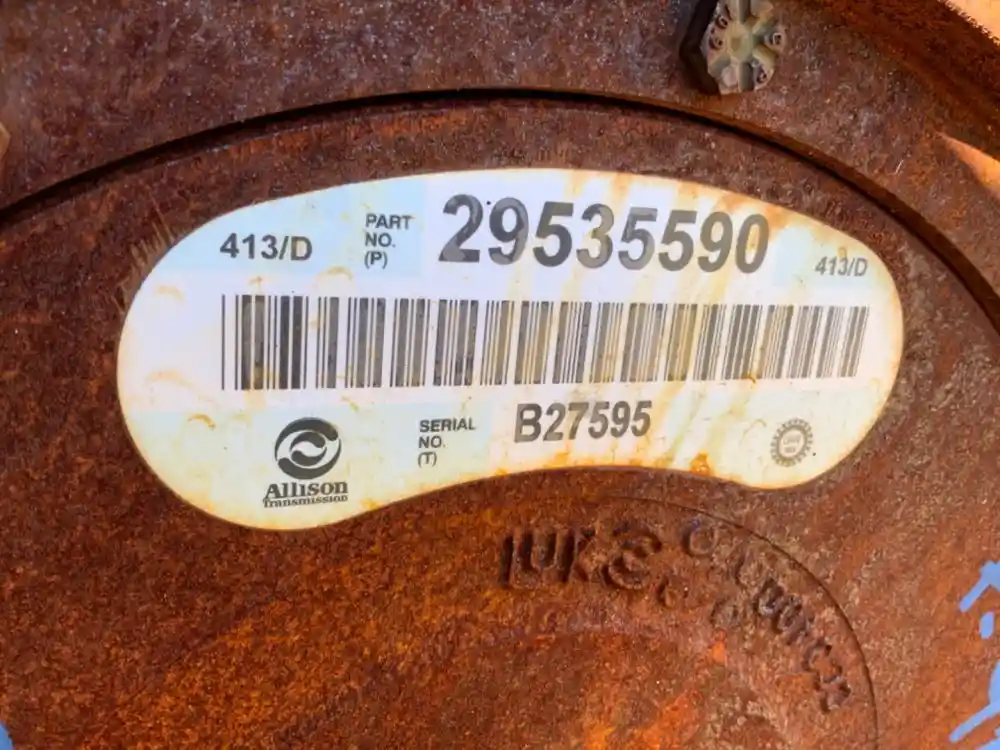 413/D
PART
NO.
(P)
29535590
413/D
SERIAL
NO.
(T)
B27595
Allison
Transmission
LUK